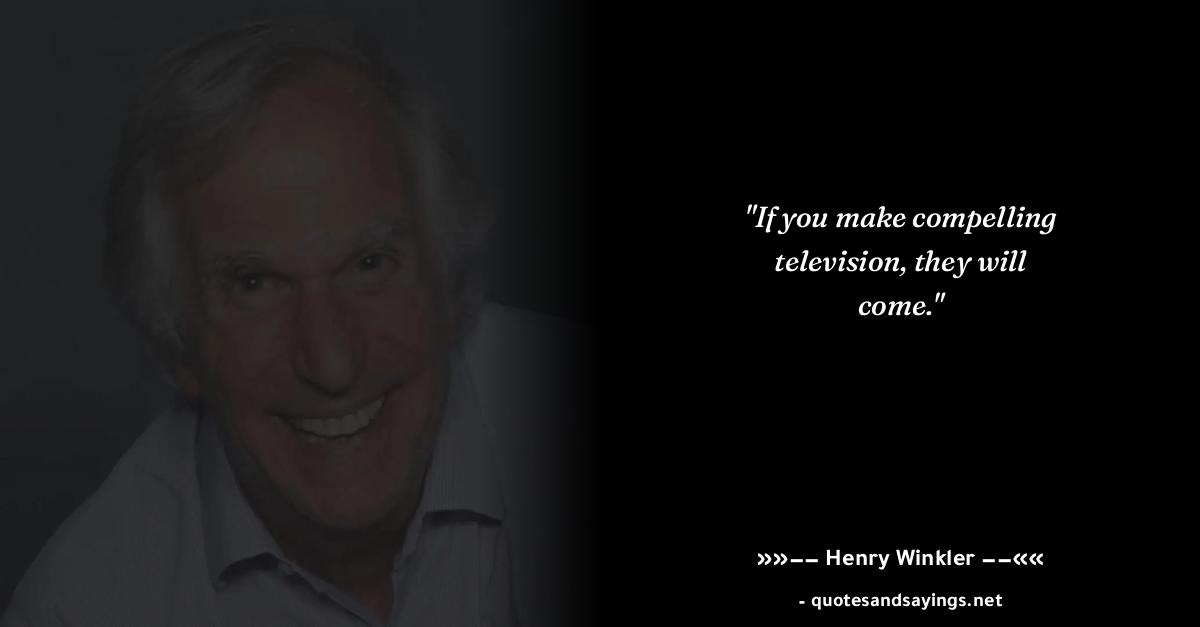 "If you make compelling
television, they will
come."
»»−− Henry Winkler −−««
- quotesandsayings.net